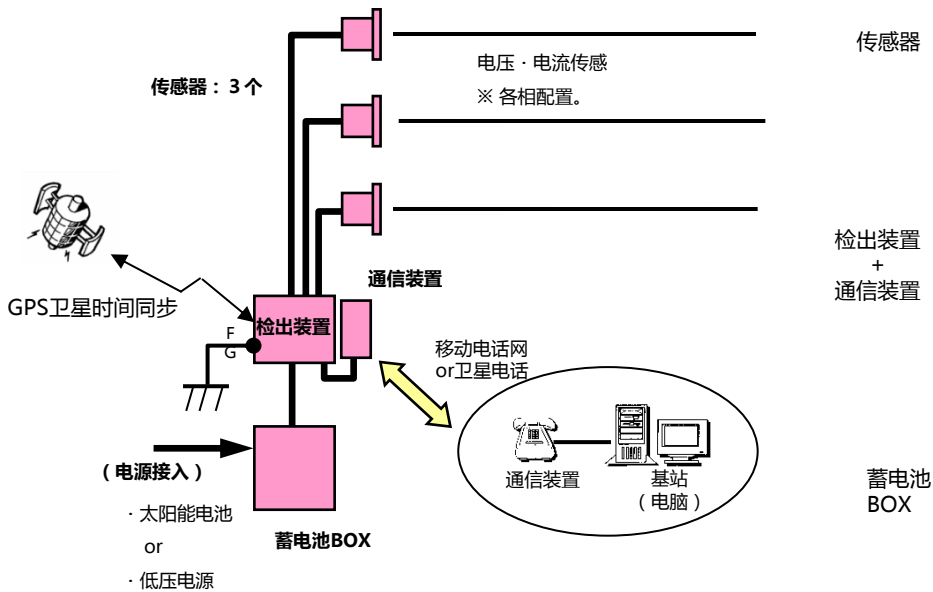 传感器
传感器：3个
电压·电流传感
※ 各相配置。
检出装置
+
通信装置
通信装置
GPS卫星时间同步
F
G
检出装置
移动电话网
or卫星电话
（电源接入）
· 太阳能电池
or
· 低压电源
蓄电池BOX
通信装置
基站
（电脑）
蓄电池
BOX